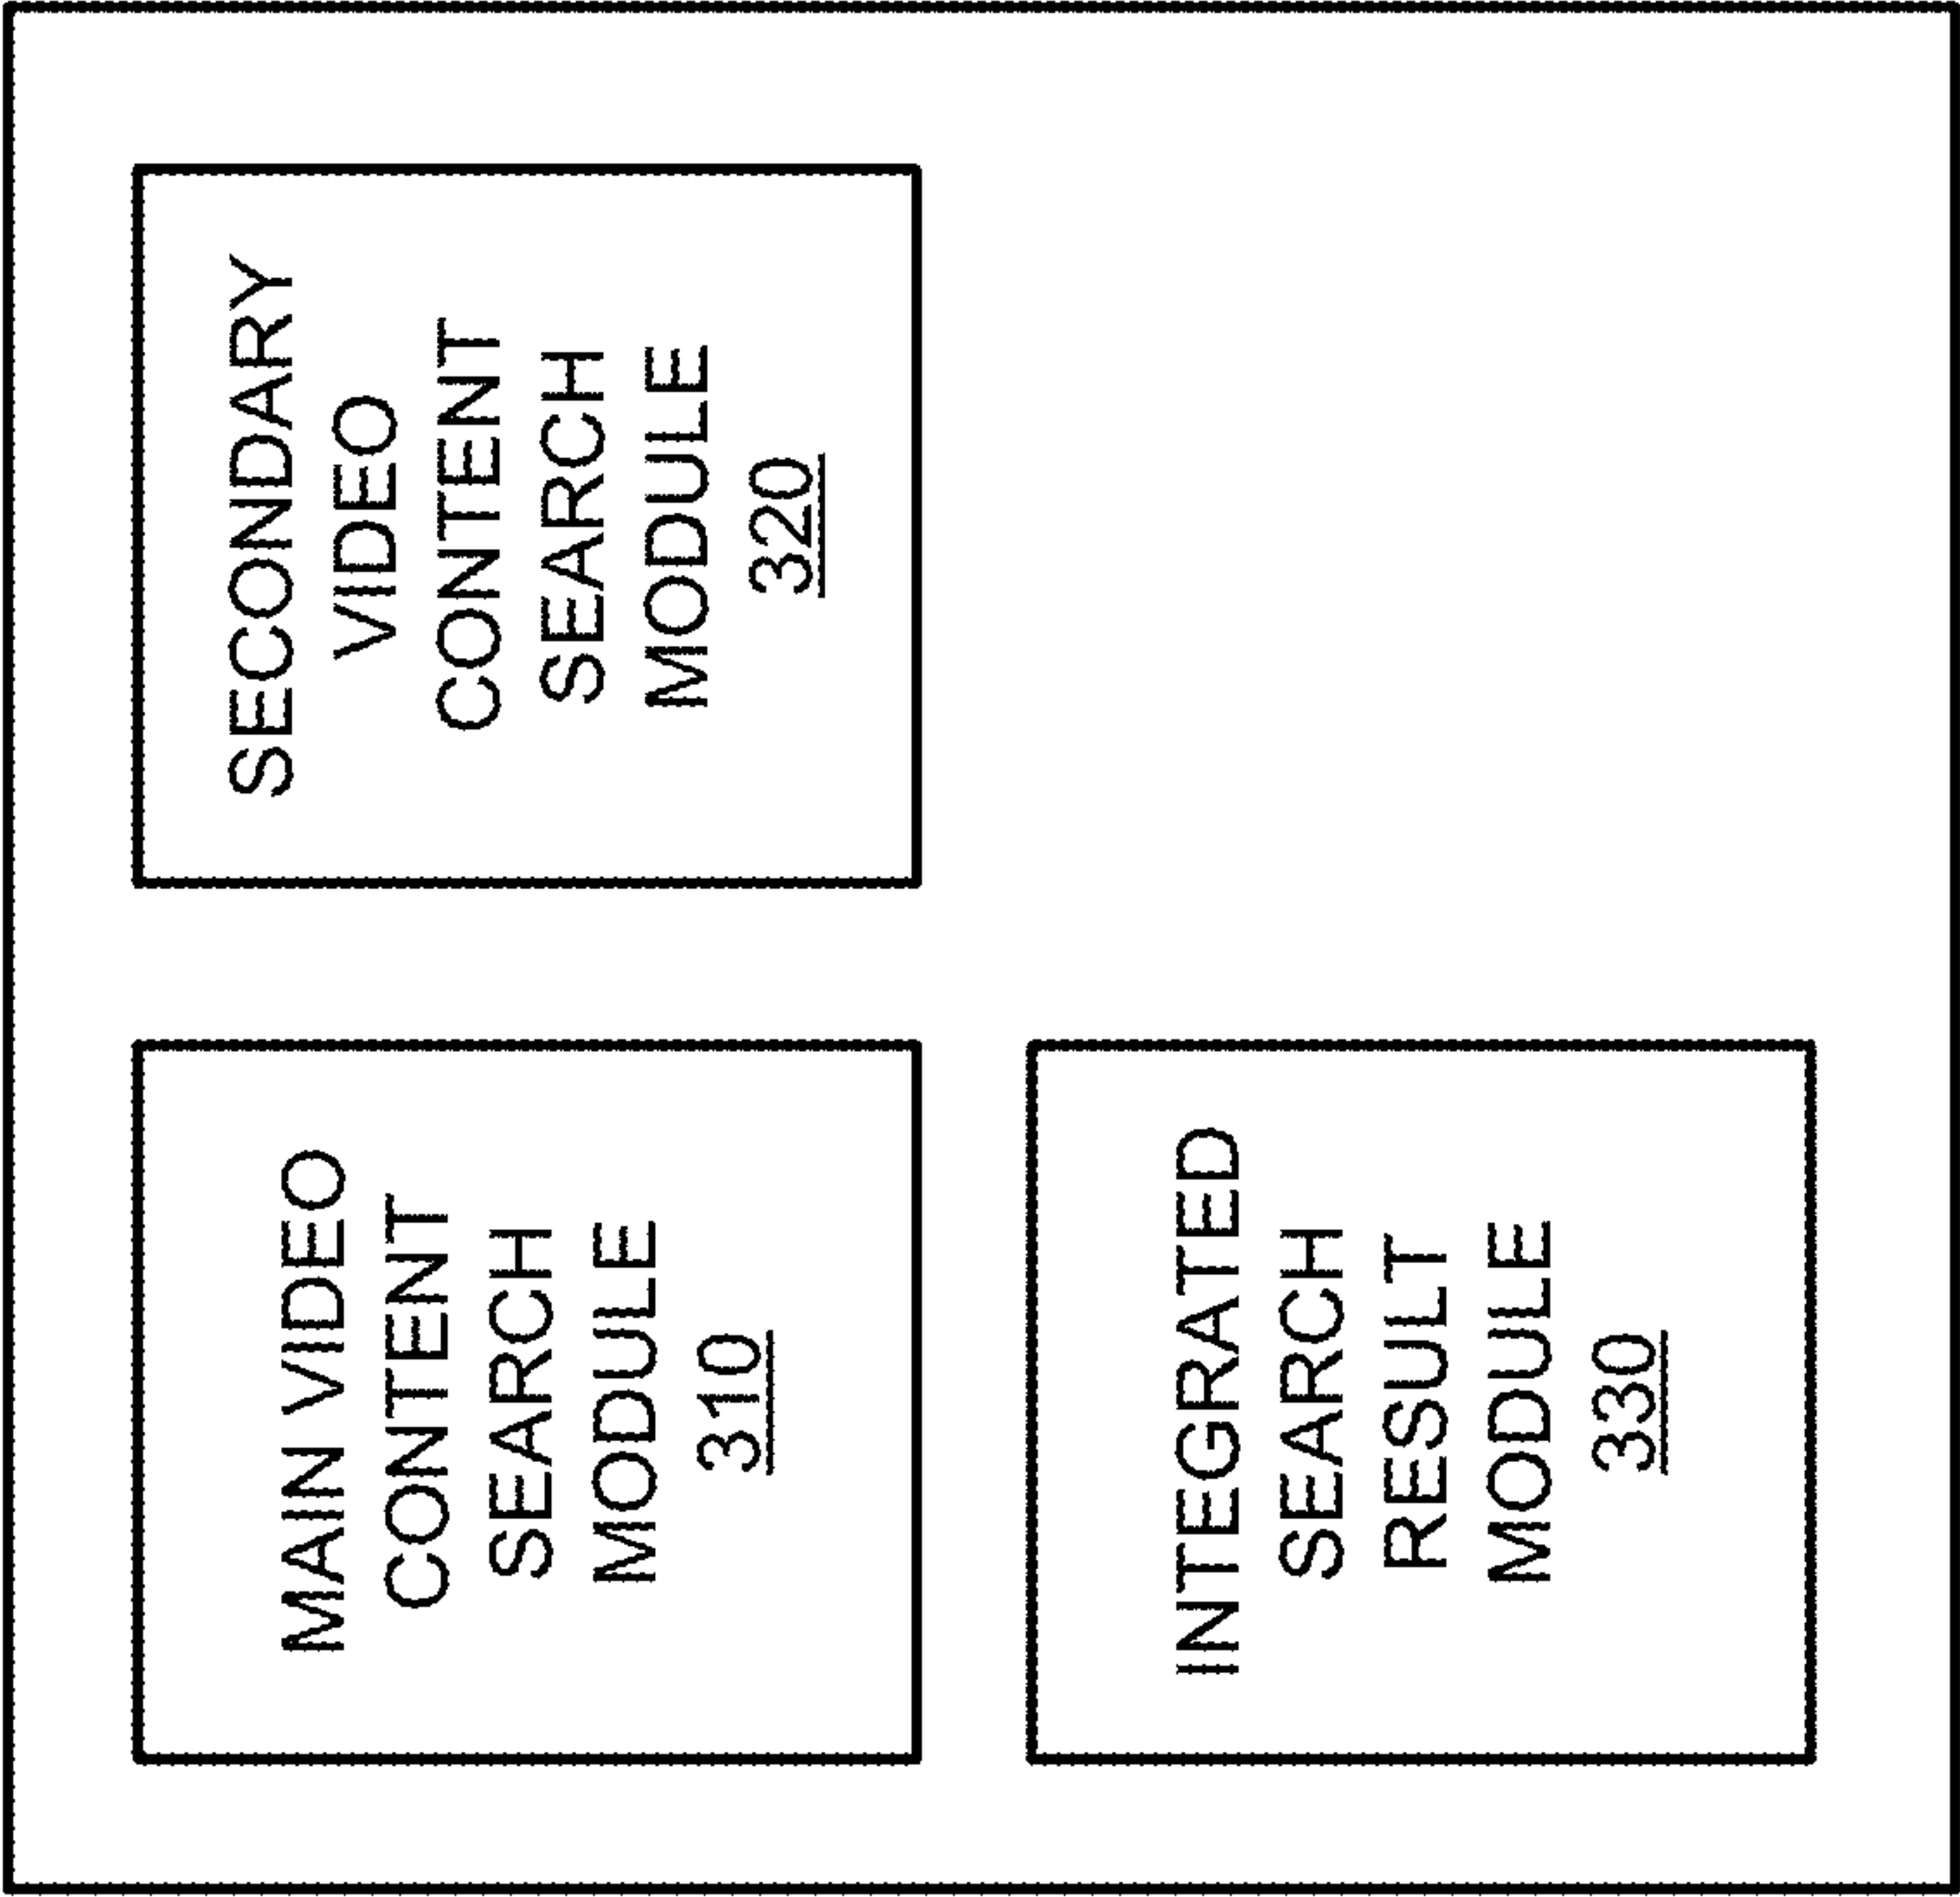 MAIN VIDEO
CONTENT
SEARCH
MODULE
310
SECONDARY
VIDEO
CONTENT
SEARCH
MODULE
320
INTEGRATED
SEARCH
RESULT
MODULE
330